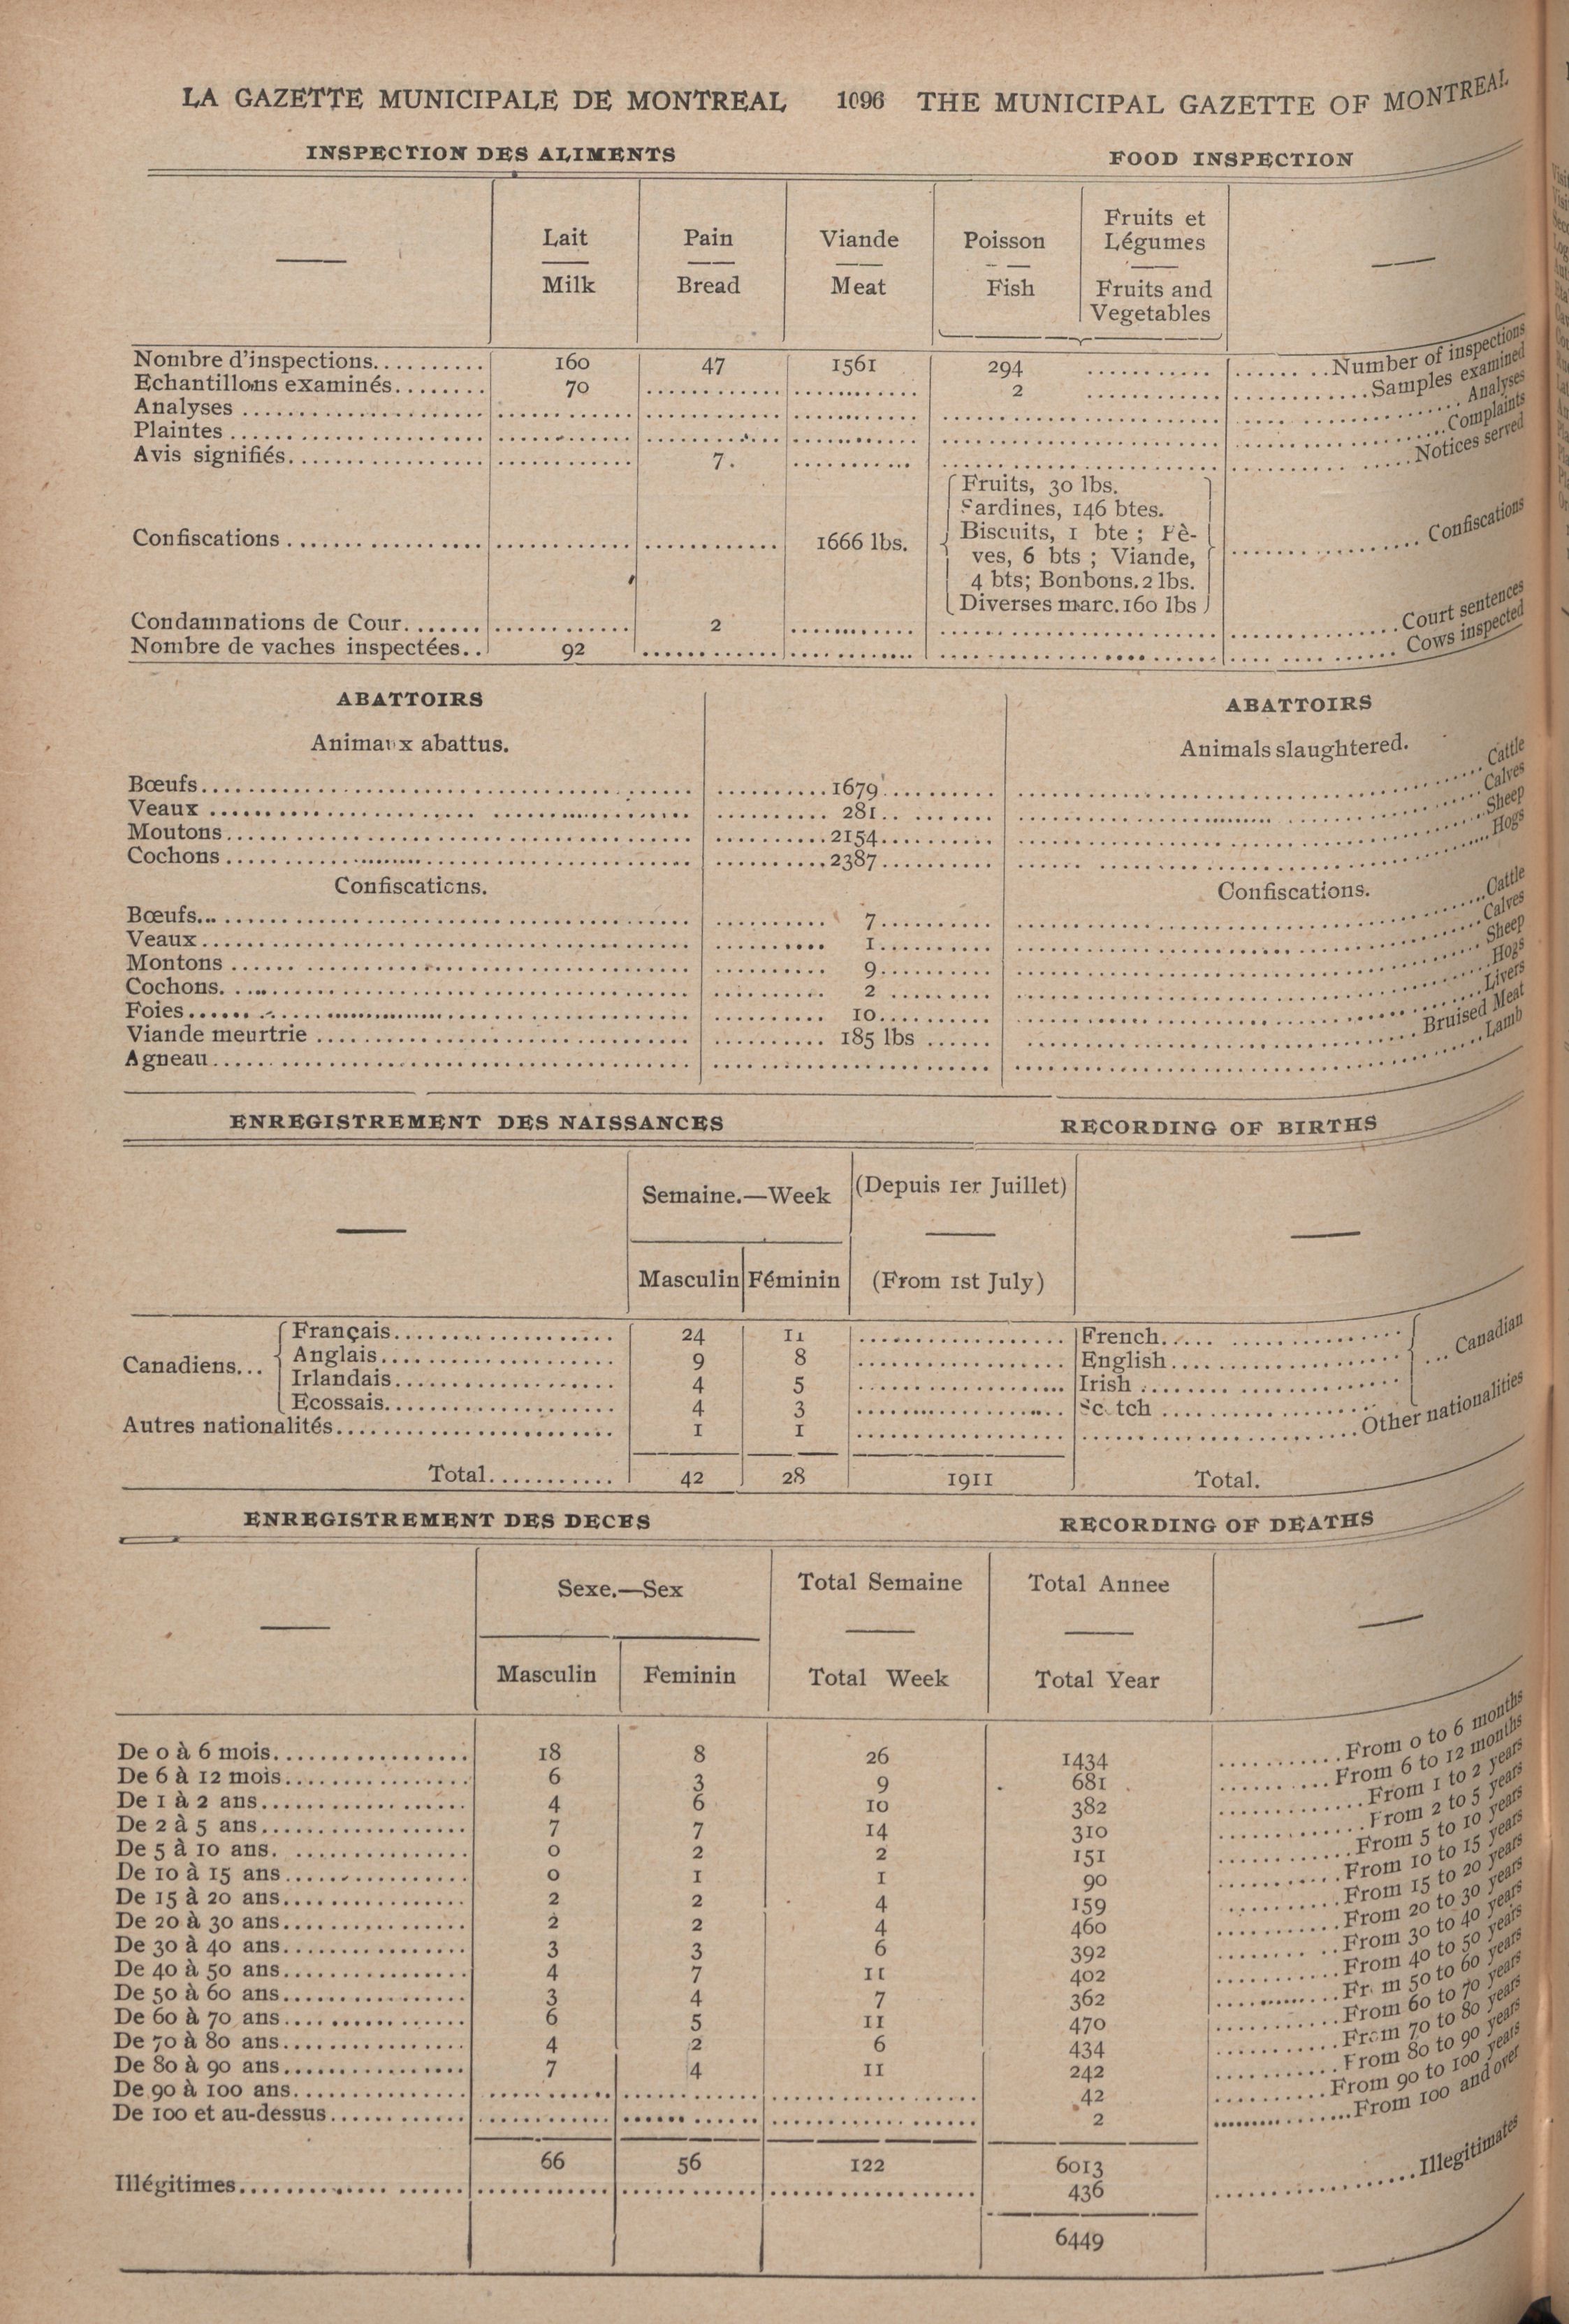 LA GAZETTE MUNICIPALE DE MONTREAL 1096 THE MUNICIPAL GAZETTE OF MONTREAL
INSPECTION DES ALIMENTS FOOD INSPECTION
Lait Pain Viande Poisson Fruits et Légumes
Milk Bread Meat Fish Fruits and Vegetables
Nombre d'inspections.......... 160 47 1561 294 ........... ...... ..Number of inspections
Echantillons examinés........ 70 ............ ........... 2 ............ ............Samples examined
Analyses ..................... ............ ............ ........... ........................ .... ............... Analyses
Plaintes ...................... ............ ............ ........... ........................ ..................Complaints
Avis signifiés................. ............ 7. ........... ........................ .......... .....Notices served
Fruits, 30 lbs.
Sardines, 146 btes.
Biscuits, 1 bte ; Fè-
Confiscations ................. ............ ............ 1666 lbs. ves, 6 bts ; Viande, ................ Confiscations
4 bts; Bonbons. 2 lbs.
Diverses marc. 160 lbs
Condamnations de Cour. ...... ............ 2 ........... ........................ ...............Court sentences
Nombre de vaches inspectées.. 92 ............ ........... ........................ .... .... ...... Cows inspected
ABATTOIRS ABATTOIRS
Animaux abattus. Animals slaughtered.
Bœufs.......................................... ..........1679.......... ........................................Cattle
Veaux ....................... ................. .......... 281.. ....... ...................... ................Calves
Moutons........................................ ..........2154.......... ........................................Sheep
Cochons........................................ ..........2387.......... ...... .................................Hogs
Confiscations. Confiscations.
Bœufs.......................................... .......... 7.......... ........................................Cattle
Veaux.......................................... .......... 1.......... ........................................Calves
Montons ...... ................................. .......... 9.......... ........................................Sheep
Cochons........................................ .......... 2 ......... ........................................Hogs
Foies...... ................................... .......... 10.......... ........................................Livers
Viande meurtrie ................................ .......... 185 lbs ...... ................................Bruised Meat
Agneau......................................... ........................ ........................................Lamb
ENREGISTREMENT DES NAISSANCES RECORDING OF BIRTHS
Semaine.—Week (Depuis 1er Juillet)
Masculin Féminin (From 1st July)
Français................... 24 11 .................. French...... ...............
Canadiens... Anglais.................... 9 8 .................. English.................... ... Canadian
Irlandais................... 4 5 .................. Irish ........ ..............
Ecossais.................... 4 3 .................. Sc tch ..................
Autres nationalités........................ 1 1 .................. ........................Other nationalities
Total........... 42 28 1911 Total.
ENREGISTREMENT DES DECES RECORDING OF DEATHS
Sexe.—Sex Total Semaine Total Annee
Masculin Feminin Total Week Total Year
De 0 à 6 mois................. 18 8 26 1434 ...........From 0 to 6 months
De 6 à 12 mois................ 6 3 9 681 ..........From 6 to 12 months
De 1 à 2 ans.................. 4 6 10 382 .............From 1 to 2 years
De 2 à 5 ans.................. 7 7 14 310 .............From 2 to 5 years
De 5 à 10 ans. ............... 0 2 2 151 ............From 5 to 10 years
De 10 à 15 ans................ 0 1 1 90 ...........From 10 to 15 years
De 15 à 20 ans................ 2 2 4 159 ..........From 15 to 20 years
De 20 à 30 ans................ 2 2 4 460 ...........From 20 to 30 years
De 30 à 40 ans................ 3 3 6 392 ........ ..From 30 to 40 years
De 40 à 50 ans................ 4 7 11 402 ...........From 40 to 50 years
De 50 à 60 ans................ 3 4 7 362 ............Fr m 50 to 60 years
De 60 à 70 ans................ 6 5 11 470 ...........From 60 to 70 years
De 70 à 80 ans................ 4 2 6 434 ...........From 70 to 80 years
De 80 à 90 ans................ 7 4 11 242 ...........From 80 to 90 years
De 90 à 100 ans............... ............ ............ .................. 42 ..........From 90 to 100 years
De 100 et au-dessus............ ............ ............ .................. 2 ................From 100 and over
66 56 122 6013
Illégitimes............. ...... ............ ............ .................. 436 ..................Illegitimates
6449